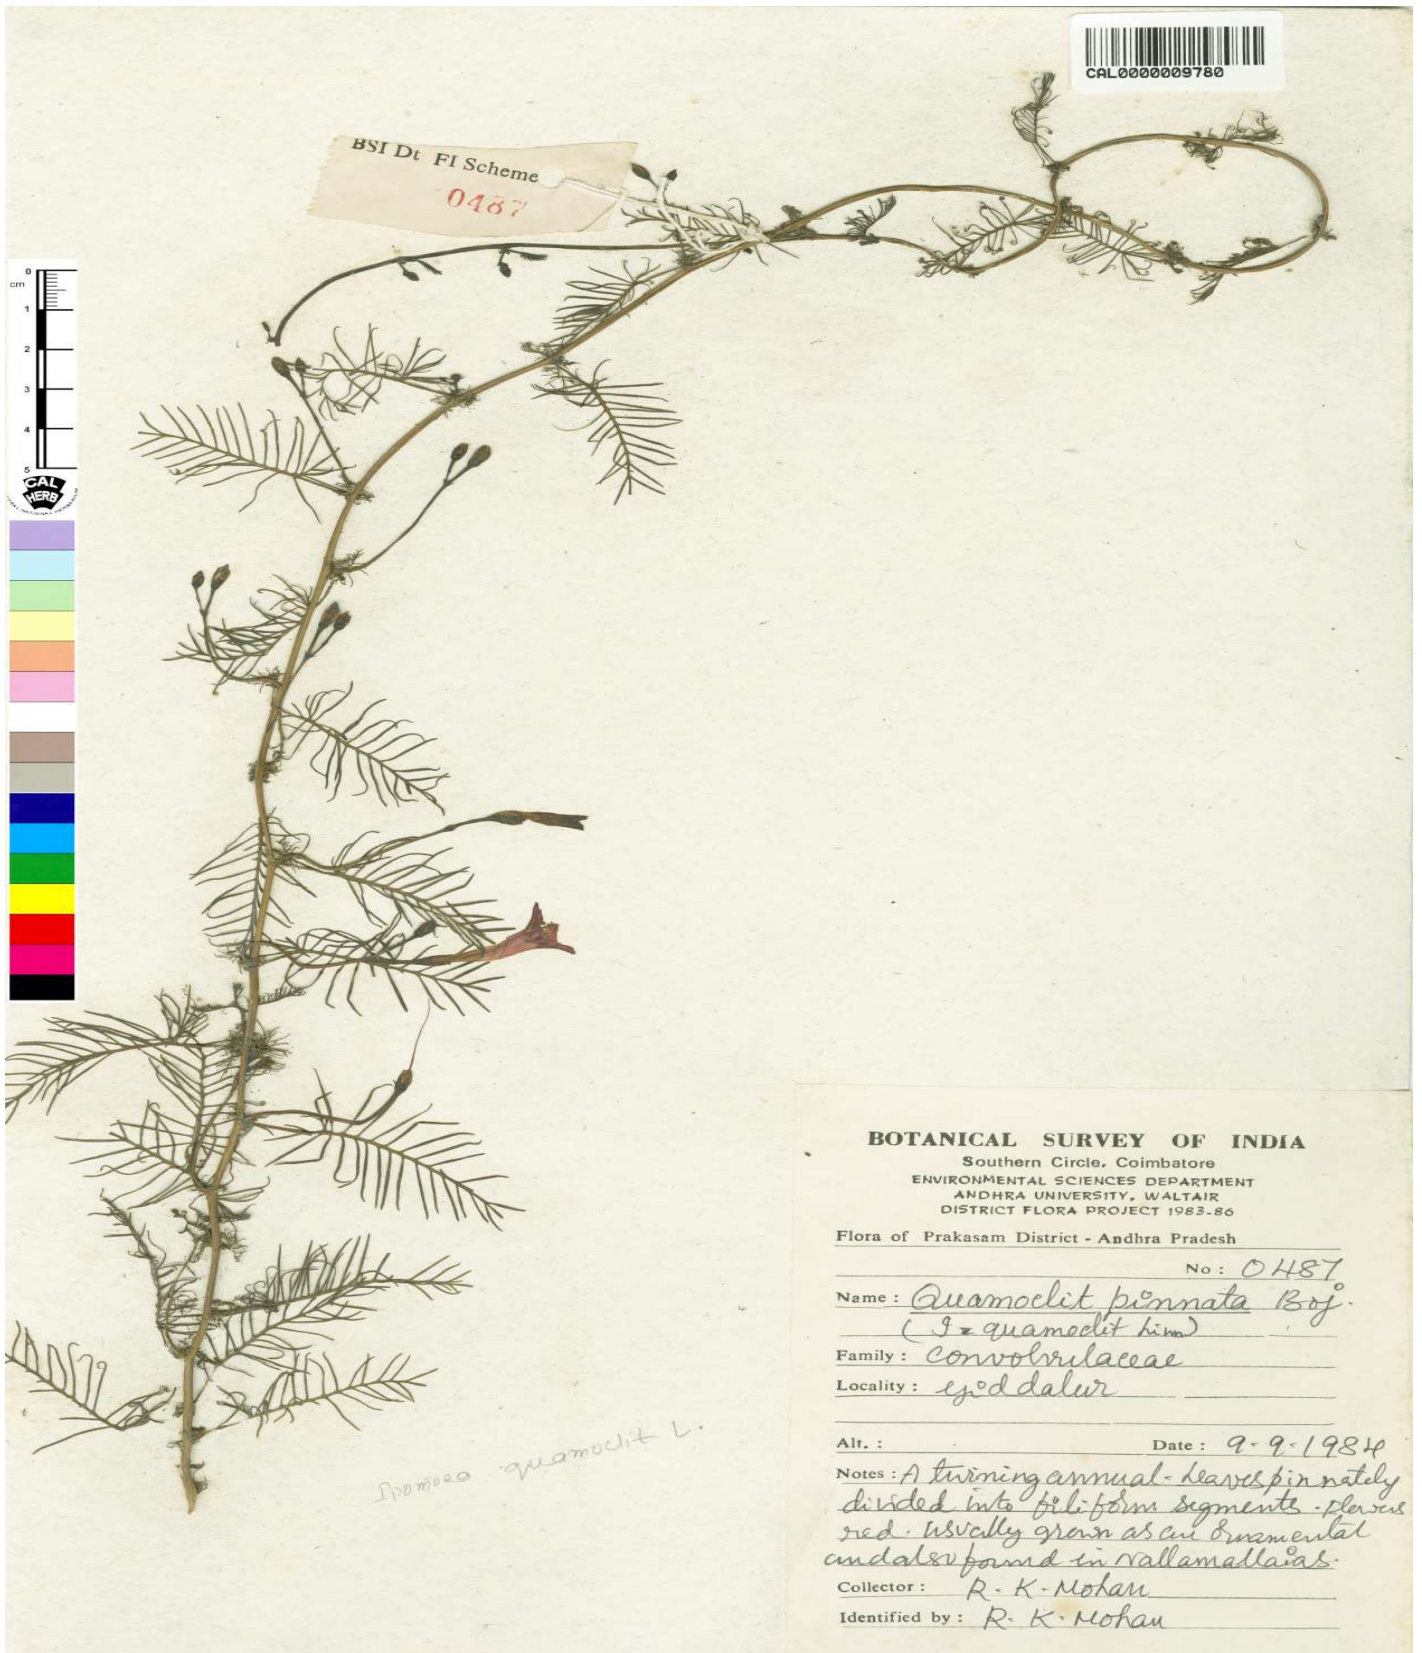 CAL0000009780
BSI Dt FI Scheme
0487
0
cm
1
2
3
4
5
CAL
HERB
BOTANICAL SURVEY OF INDIA
Southern Circle, Coimbatore
ENVIRONMENTAL SCIENCES DEPARTMENT
ANDHRA UNIVERSITY, WALTAIR
DISTRICT FLORA PROJECT 1983-86
Flora of Prakasam District - Andhra Pradesh
No : 0487
Name : Quamoclit pinnata Boj.
(I = quamoclit Linn)
Family : Convolvulaceae
Locality : Giddalur
Alt. : Date : 9-9-1984
Notes : A twining annual - Leaves pinnately
divided into filiform segments - flowers
red. usually grown as an ornamental
and also found in Nallamallais.
Collector : R. K. Mohan
Identified by : R. K. Mohan
Ipomoea quamoclit L.